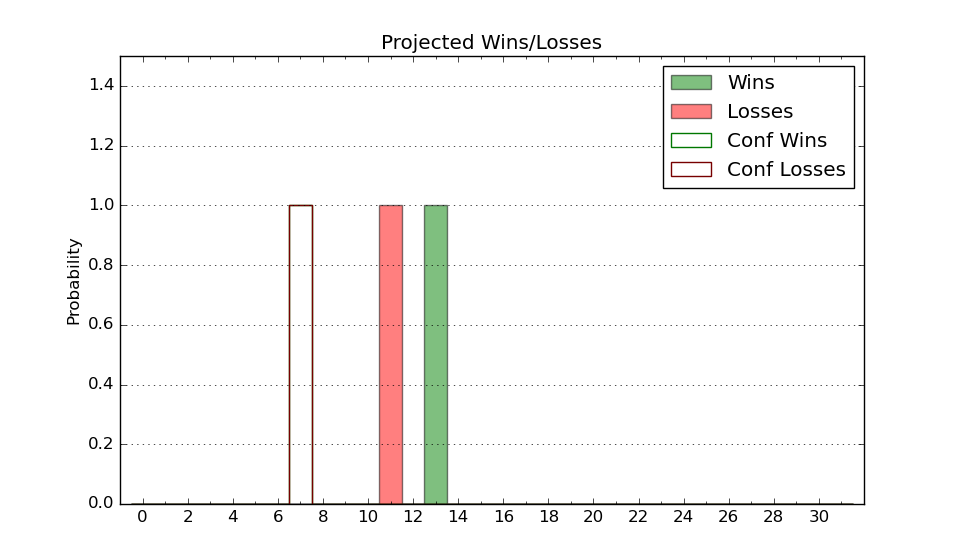 Projected Wins/Losses
Wins
Losses
Conf Wins
Conf Losses
Probability
1.4
1.2
1.0
0.8
0.6
0.4
0.2
0.0
0 2 4 6 8 10 12 14 16 18 20 22 24 26 28 30